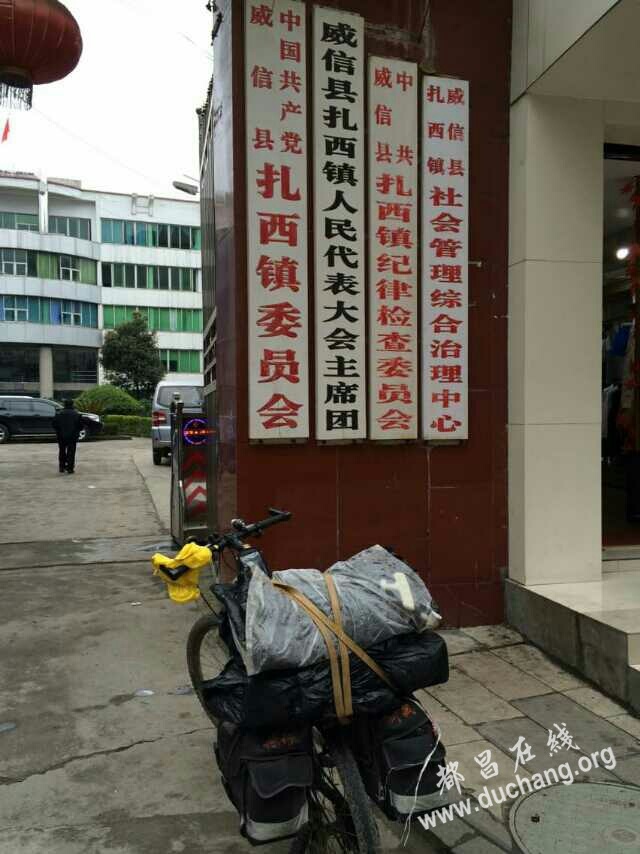 中国共产党
威信县
扎西镇委员会
威信县扎西镇人民代表大会主席团
中共
威信县
扎西镇纪律检查委员会
威信县
扎西镇
社会管理综合治理中心
都昌在线
www.duchang.org